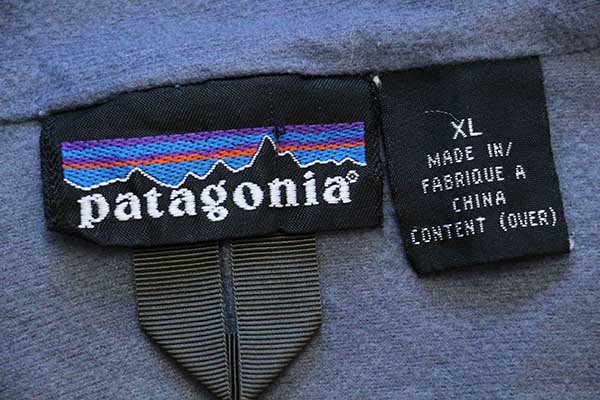 patagonia®
XL
MADE IN/
FABRIQUE A
CHINA
CONTENT (OVER)